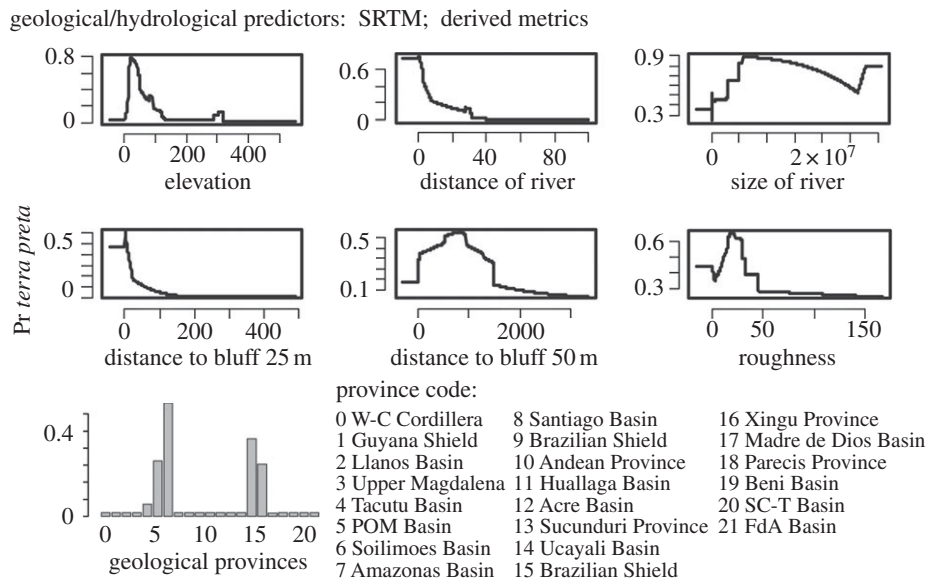 geological/hydrological predictors: SRTM; derived metrics
0.8
0
0 200 400
elevation
0.6
0
0 40 80
distance of river
0.9
0.3
0 2 × 10⁷
size of river
Pr terra preta
0.5
0
0 200 400
distance to bluff 25 m
0.5
0.1
0 2000
distance to bluff 50 m
0.6
0.3
0 50 150
roughness
0.4
0
0 5 10 15 20
geological provinces
province code:
0 W-C Cordillera
1 Guyana Shield
2 Llanos Basin
3 Upper Magdalena
4 Tacutu Basin
5 POM Basin
6 Soilimoes Basin
7 Amazonas Basin
8 Santiago Basin
9 Brazilian Shield
10 Andean Province
11 Huallaga Basin
12 Acre Basin
13 Sucunduri Province
14 Ucayali Basin
15 Brazilian Shield
16 Xingu Province
17 Madre de Dios Basin
18 Parecis Province
19 Beni Basin
20 SC-T Basin
21 FdA Basin